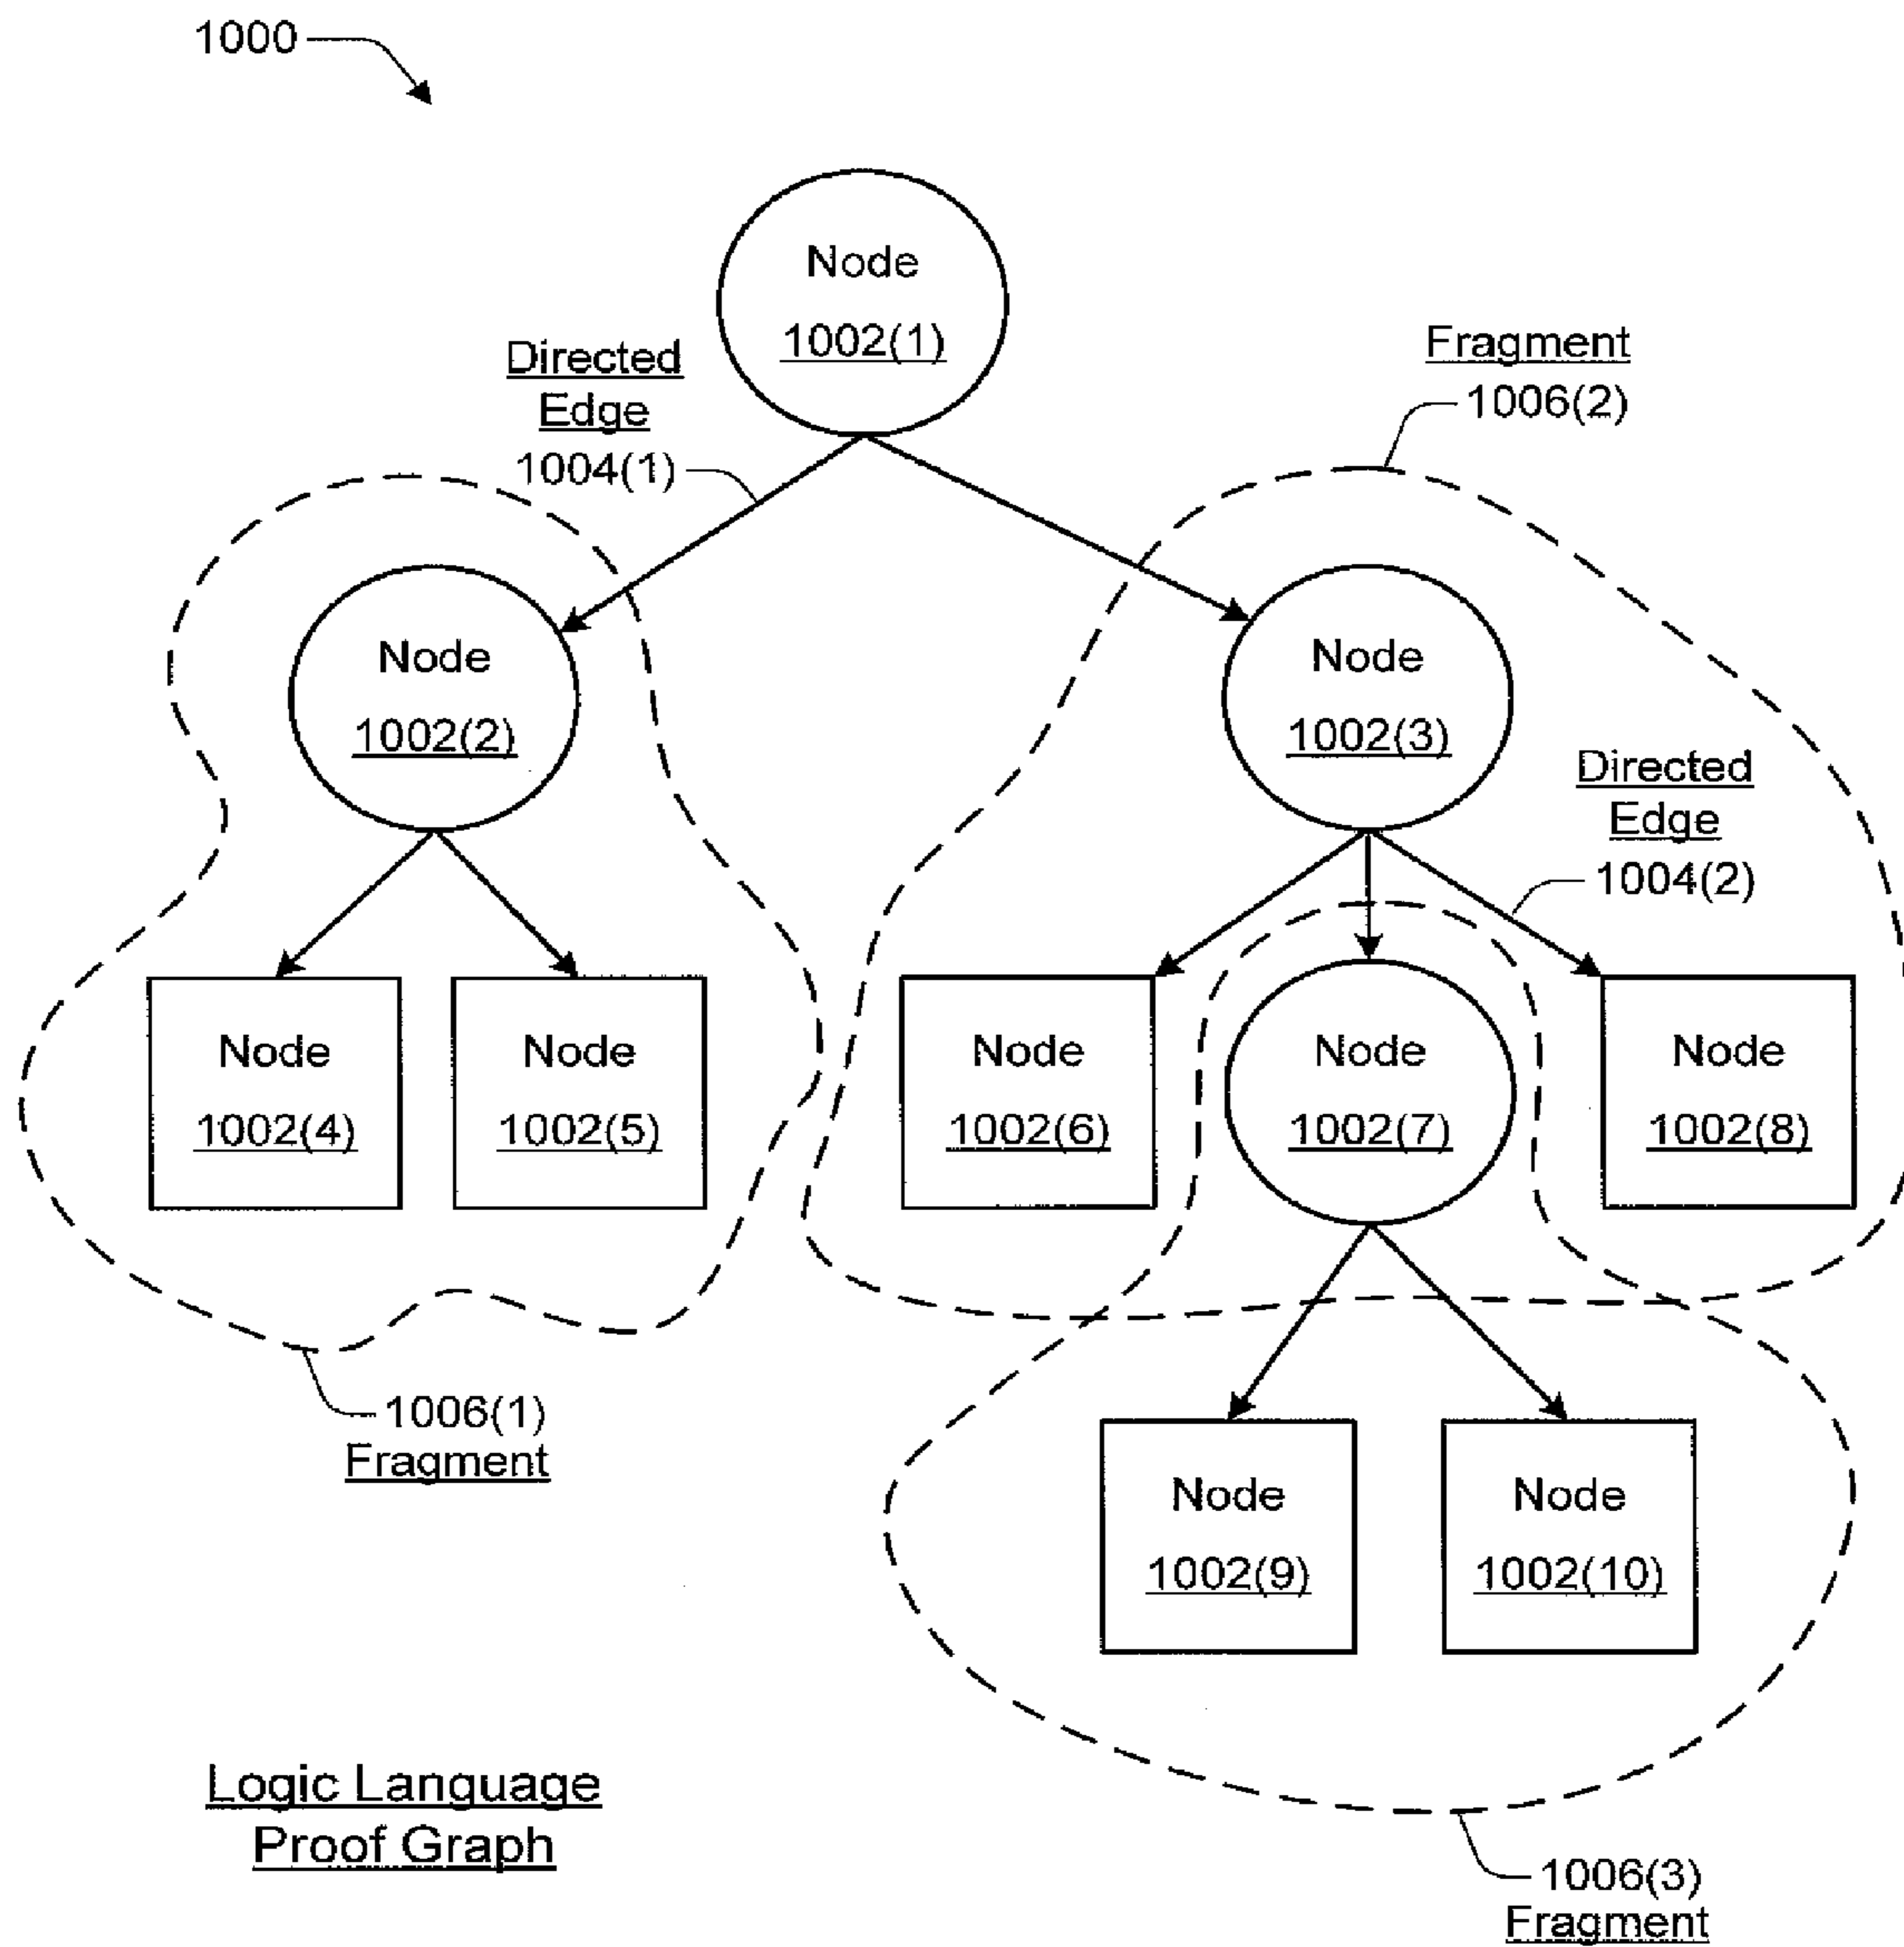 1000
Node
1002(1)
Directed
Edge
1004(1)
Fragment
1006(2)
Node
1002(2)
Node
1002(3)
Directed
Edge
1004(2)
Node
1002(4)
Node
1002(5)
Node
1002(6)
Node
1002(7)
Node
1002(8)
1006(1)
Fragment
Node
1002(9)
Node
1002(10)
Logic Language
Proof Graph
1006(3)
Fragment